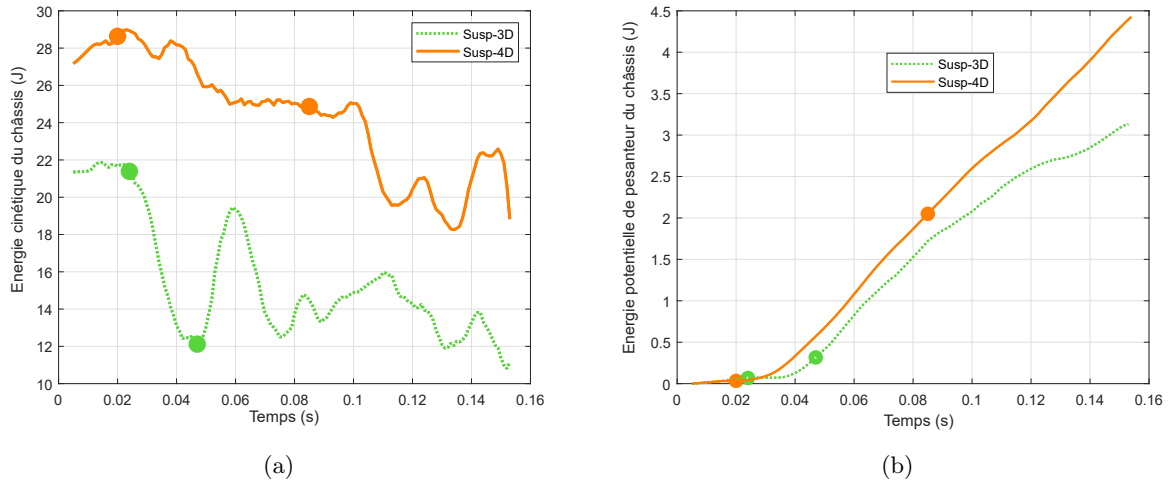 30
28
26
24
22
20
18
16
14
12
10
Energie cinétique du châssis (J)
Susp-3D
Susp-4D
0 0.02 0.04 0.06 0.08 0.1 0.12 0.14 0.16
Temps (s)
(a)
4.5
4
3.5
3
2.5
2
1.5
1
0.5
0
Energie potentielle de pesanteur du châssis (J)
Susp-3D
Susp-4D
0 0.02 0.04 0.06 0.08 0.1 0.12 0.14 0.16
Temps (s)
(b)